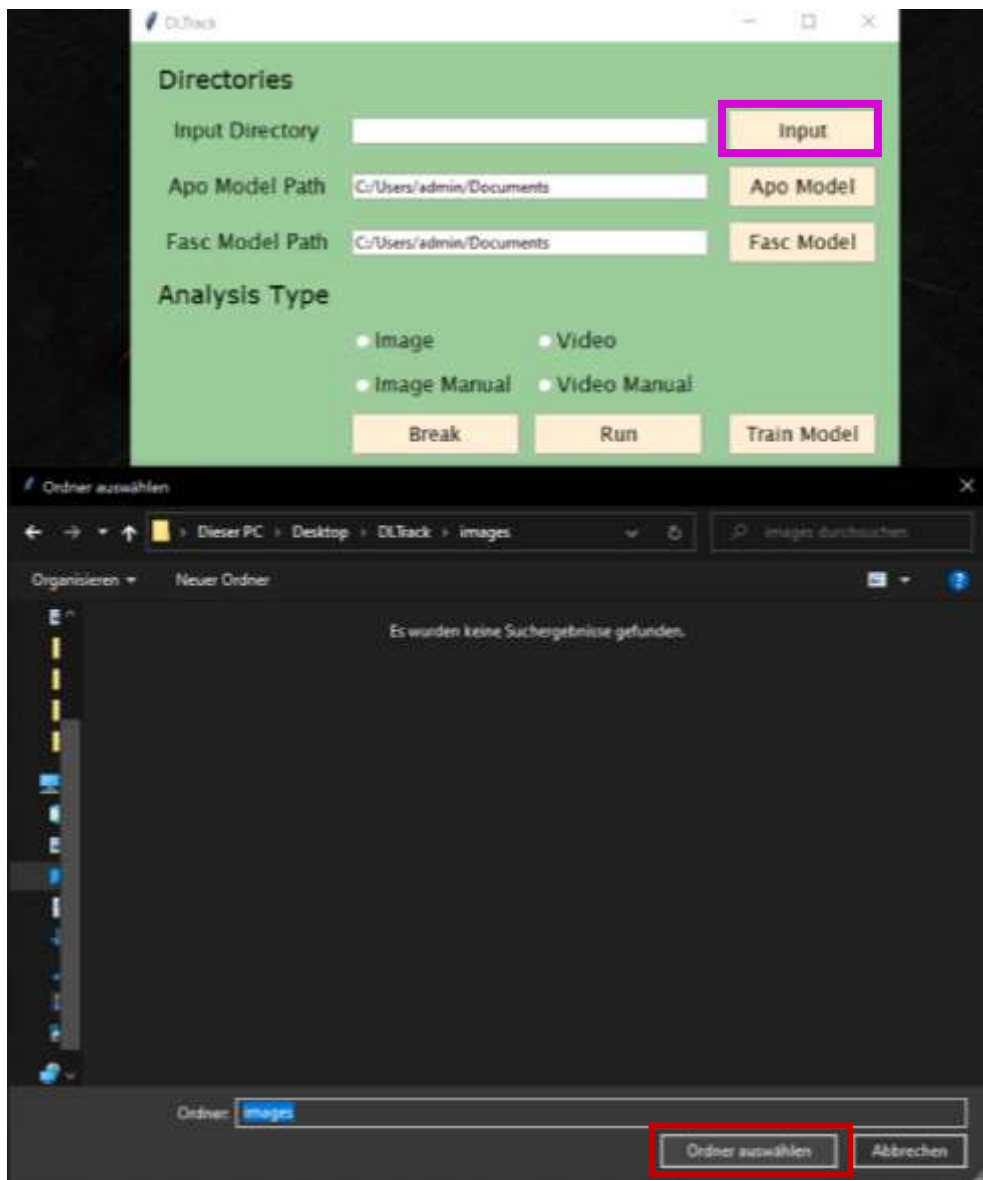 DLTrack
Directories
Input Directory Input
Apo Model Path C:/Users/admin/Documents Apo Model
Fasc Model Path C:/Users/admin/Documents Fasc Model
Analysis Type
Image Video
Image Manual Video Manual
Break Run Train Model
Ordner auswählen
Dieser PC › Desktop › DLTrack › images images durchsuchen
Organisieren Neuer Ordner
Es wurden keine Suchergebnisse gefunden.
Ordner: images
Ordner auswählen Abbrechen